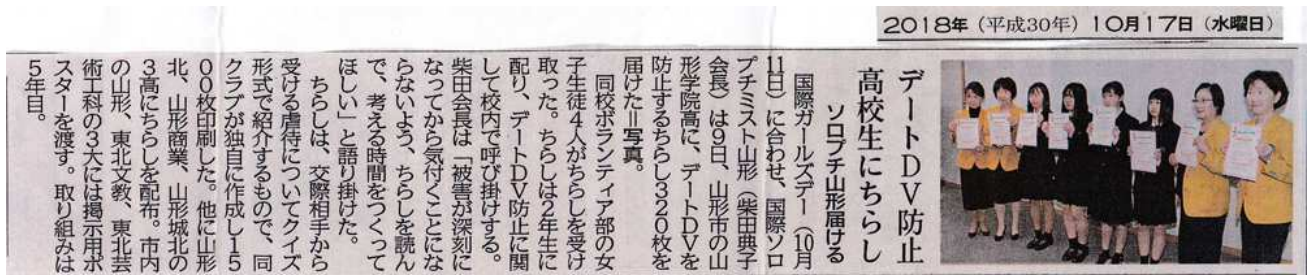 2018年（平成30年）10月17日（水曜日）
デートDV防止
高校生にちらし
ソロプチ山形届ける
国際ガールズデー（10月
11日）に合わせ、国際ソロ
プチミスト山形（柴田典子
会長）は9日、山形市の山
形学院高に、デートDVを
防止するちらし320枚を
届けた＝写真。
同校ボランティア部の女
子生徒4人がちらしを受け
取った。ちらしは2年生に
配り、デートDV防止に関
して校内で呼び掛けする。
柴田会長は「被害が深刻に
なってから気付くことにな
らないよう、ちらしを読ん
で、考える時間をつくって
ほしい」と語り掛けた。
ちらしは、交際相手から
受ける虐待についてクイズ
形式で紹介するもので、同
クラブが独自に作成し15
00枚印刷した。他に山形
北、山形商業、山形城北の
3高にちらしを配布。市内
の山形、東北文教、東北芸
術工科の3大には掲示用ポ
スターを渡す。取り組みは
5年目。